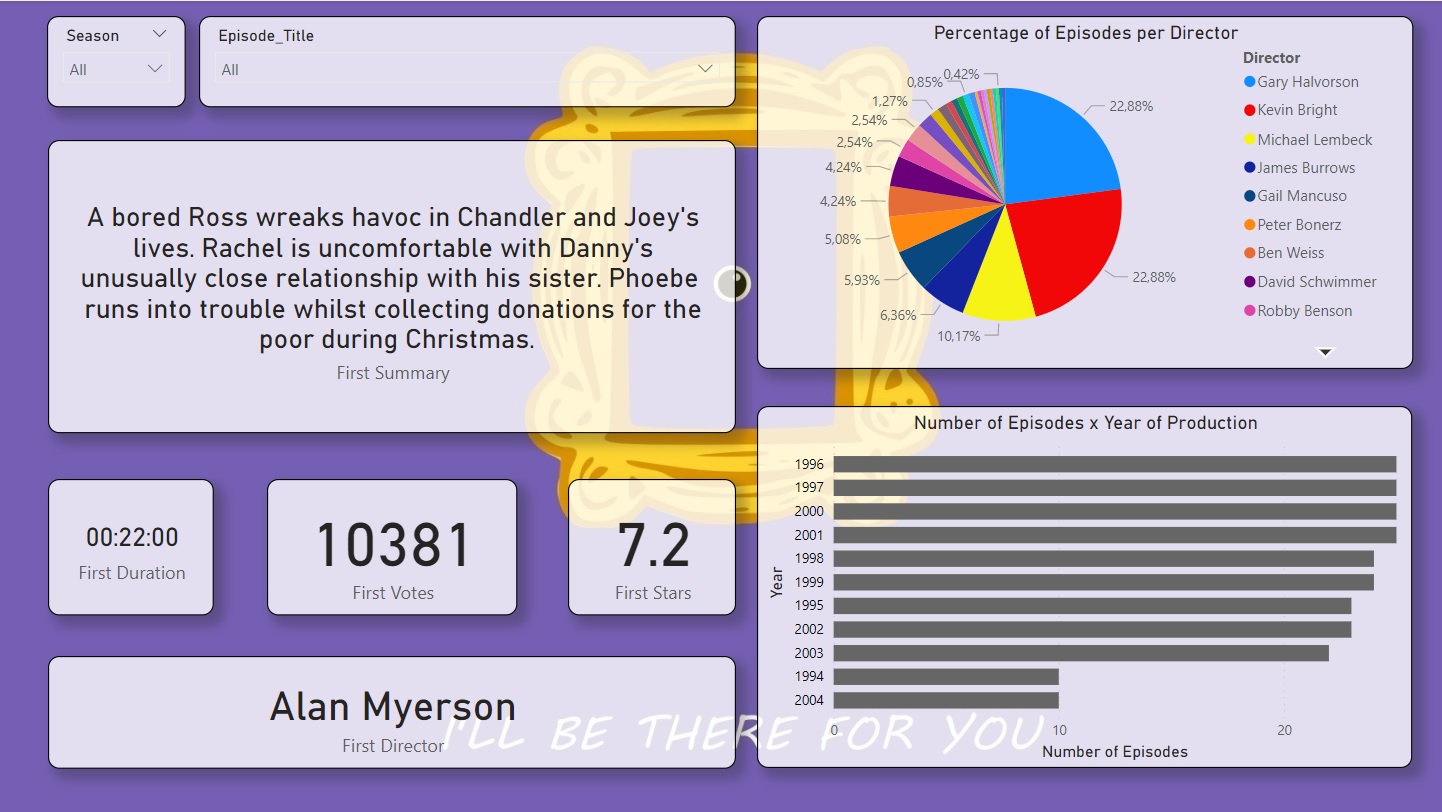 Season
All
Episode_Title
All
A bored Ross wreaks havoc in Chandler and Joey's
lives. Rachel is uncomfortable with Danny's
unusually close relationship with his sister. Phoebe
runs into trouble whilst collecting donations for the
poor during Christmas.
First Summary
00:22:00
First Duration
10381
First Votes
7.2
First Stars
Alan Myerson
First Director
I'LL BE THERE FOR YOU
Percentage of Episodes per Director
22,88%
22,88%
10,17%
6,36%
5,93%
5,08%
4,24%
4,24%
2,54%
2,54%
1,27%
0,85%
0,42%
Director
Gary Halvorson
Kevin Bright
Michael Lembeck
James Burrows
Gail Mancuso
Peter Bonerz
Ben Weiss
David Schwimmer
Robby Benson
Number of Episodes x Year of Production
Year
1996
1997
2000
2001
1998
1999
1995
2002
2003
1994
2004
0 10 20
Number of Episodes